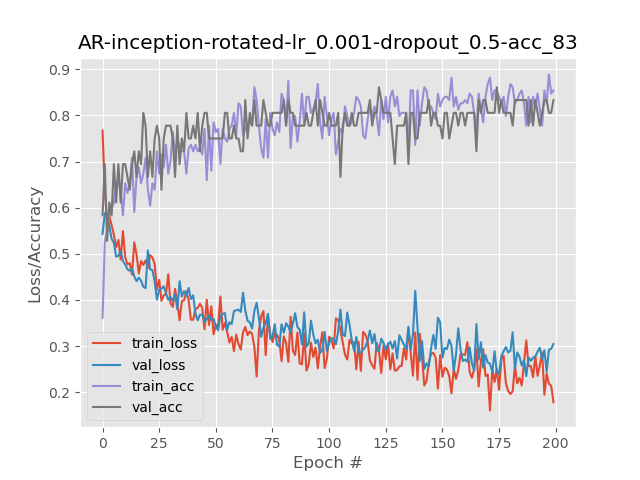 AR-inception-rotated-lr_0.001-dropout_0.5-acc_83
Loss/Accuracy
0.9
0.8
0.7
0.6
0.5
0.4
0.3
0.2
train_loss
val_loss
train_acc
val_acc
0 25 50 75 100 125 150 175 200
Epoch #